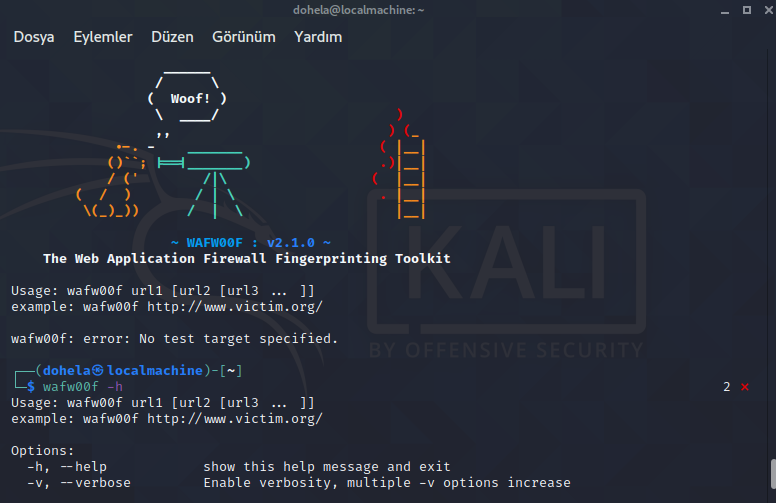 dohela@localmachine: ~
Dosya Eylemler Düzen Görünüm Yardım
Woof!
~ WAFW00F : v2.1.0 ~
The Web Application Firewall Fingerprinting Toolkit
Usage: wafw00f url1 [url2 [url3 ... ]]
example: wafw00f http://www.victim.org/
wafw00f: error: No test target specified.
KALI
BY OFFENSIVE SECURITY
┌──(dohela㉿localmachine)-[~]
└─$ wafw00f -h 2 ⨯
Usage: wafw00f url1 [url2 [url3 ... ]]
example: wafw00f http://www.victim.org/
Options:
-h, --help show this help message and exit
-v, --verbose Enable verbosity, multiple -v options increase